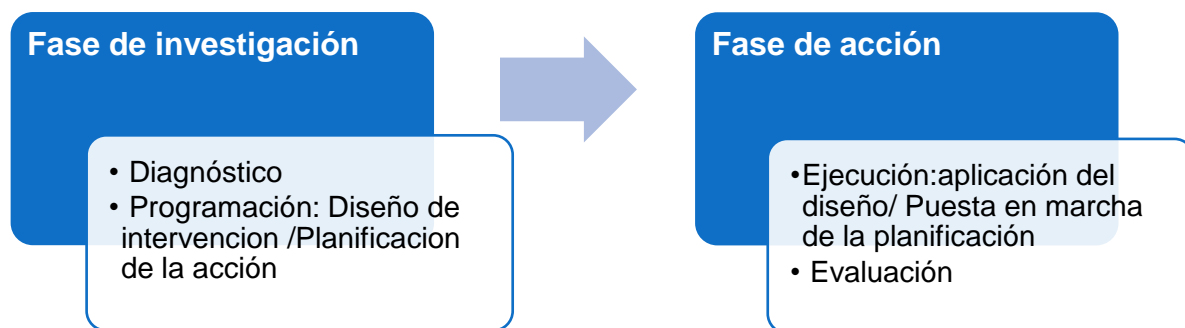 Fase de investigación
• Diagnóstico
• Programación: Diseño de
intervencion /Planificacion
de la acción
Fase de acción
•Ejecución:aplicación del
diseño/ Puesta en marcha
de la planificación
• Evaluación